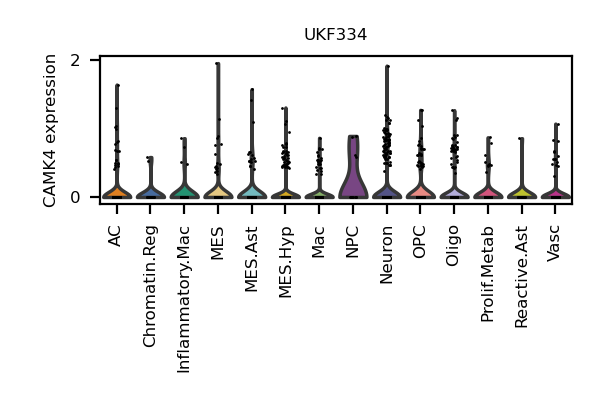 UKF334
CAMK4 expression
2
0
AC
Chromatin.Reg
Inflammatory.Mac
MES
MES.Ast
MES.Hyp
Mac
NPC
Neuron
OPC
Oligo
Prolif.Metab
Reactive.Ast
Vasc